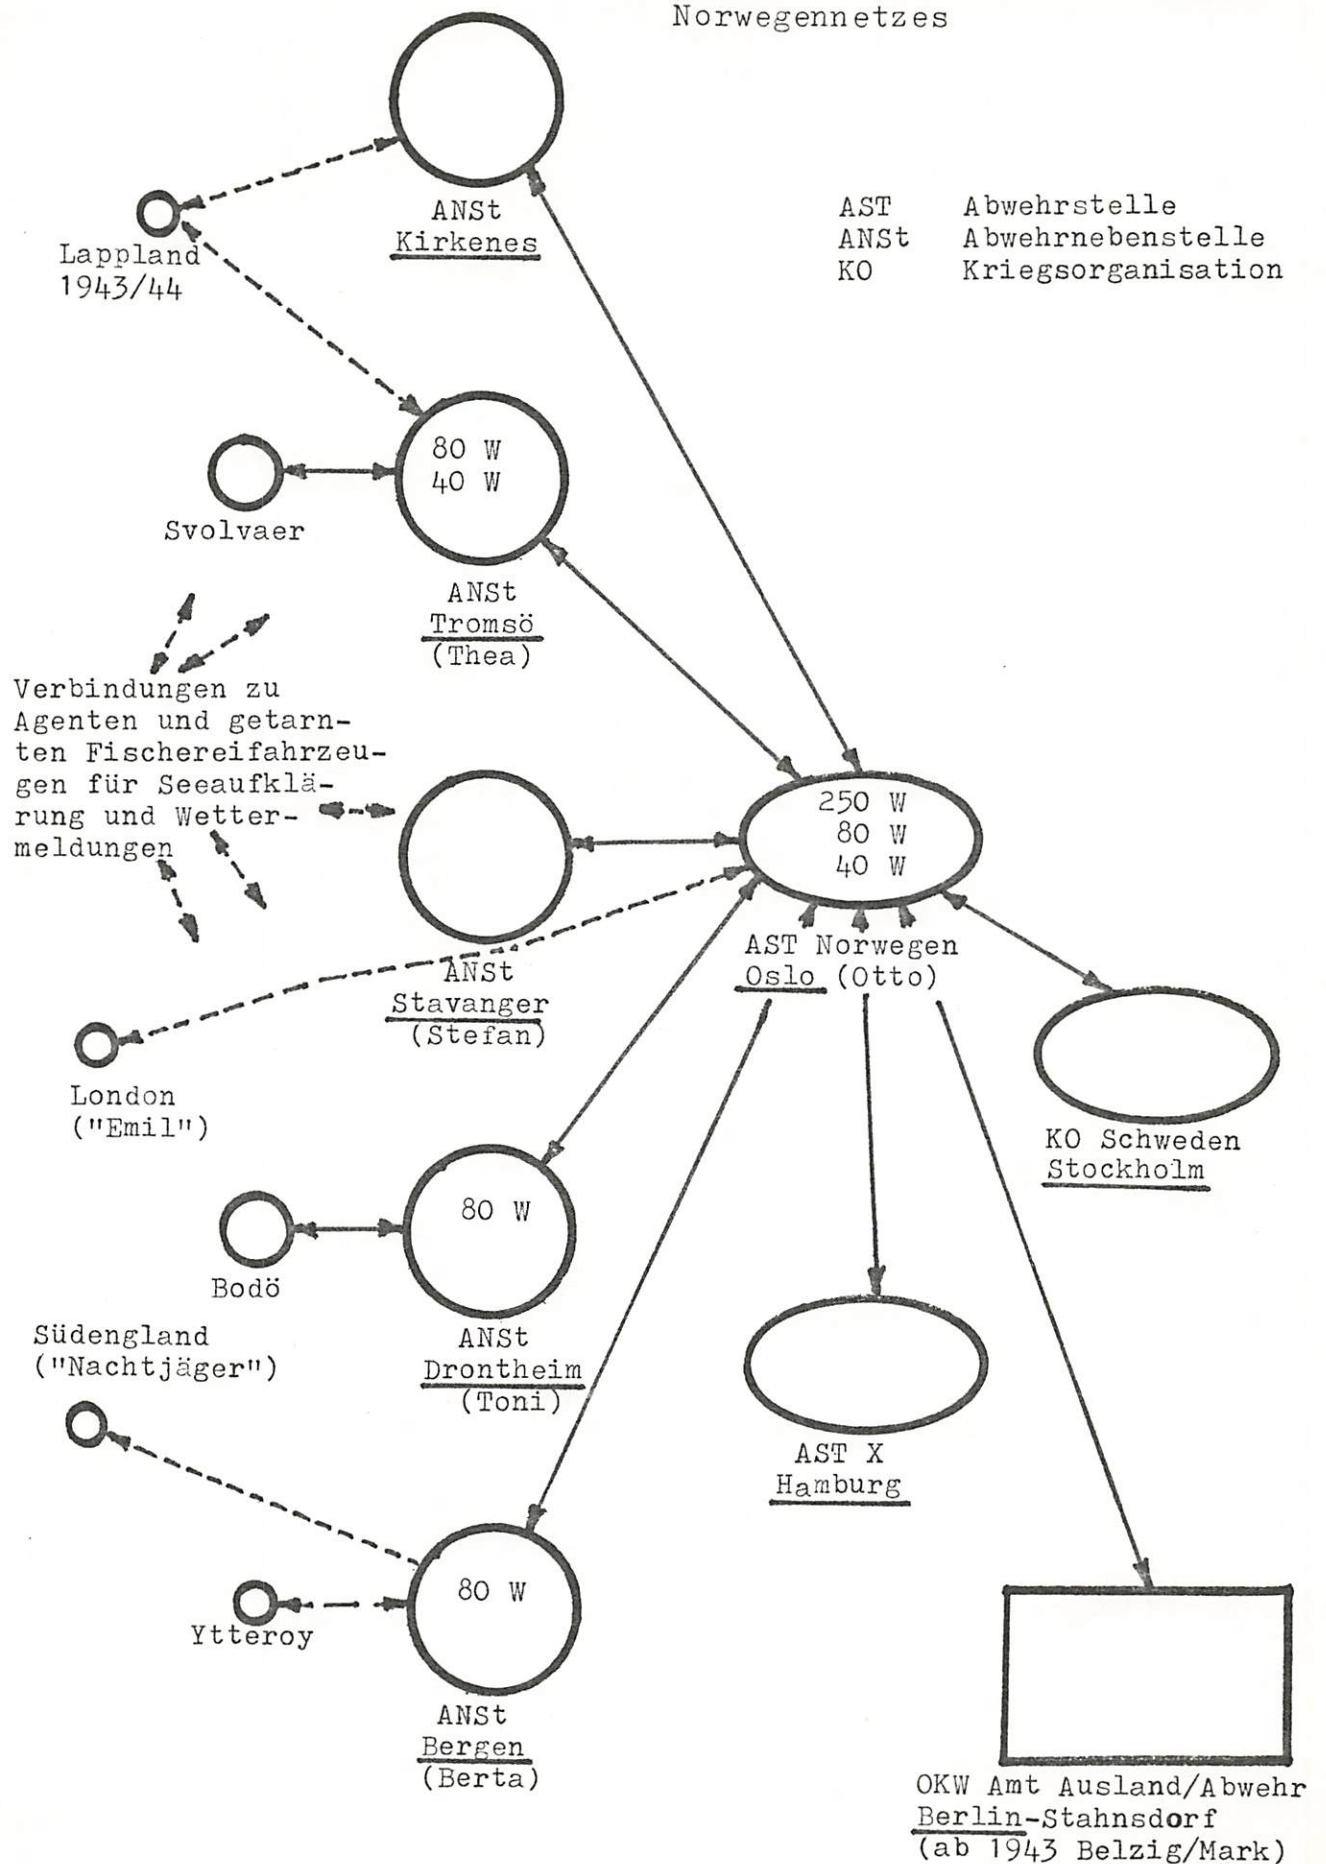 Norwegennetzes
AST Abwehrstelle
ANSt Abwehrnebenstelle
KO Kriegsorganisation
ANSt
Kirkenes
Lappland
1943/44
80 W
40 W
Svolvaer
ANSt
Tromsö
(Thea)
Verbindungen zu
Agenten und getarn-
ten Fischereifahrzeu-
gen für Seeaufklä-
rung und Wetter-
meldungen
250 W
80 W
40 W
AST Norwegen
Oslo (Otto)
ANSt
Stavanger
(Stefan)
London
("Emil")
KO Schweden
Stockholm
80 W
Bodö
ANSt
Drontheim
(Toni)
Südengland
("Nachtjäger")
AST X
Hamburg
80 W
Ytteroy
ANSt
Bergen
(Berta)
OKW Amt Ausland/Abwehr
Berlin-Stahnsdorf
(ab 1943 Belzig/Mark)